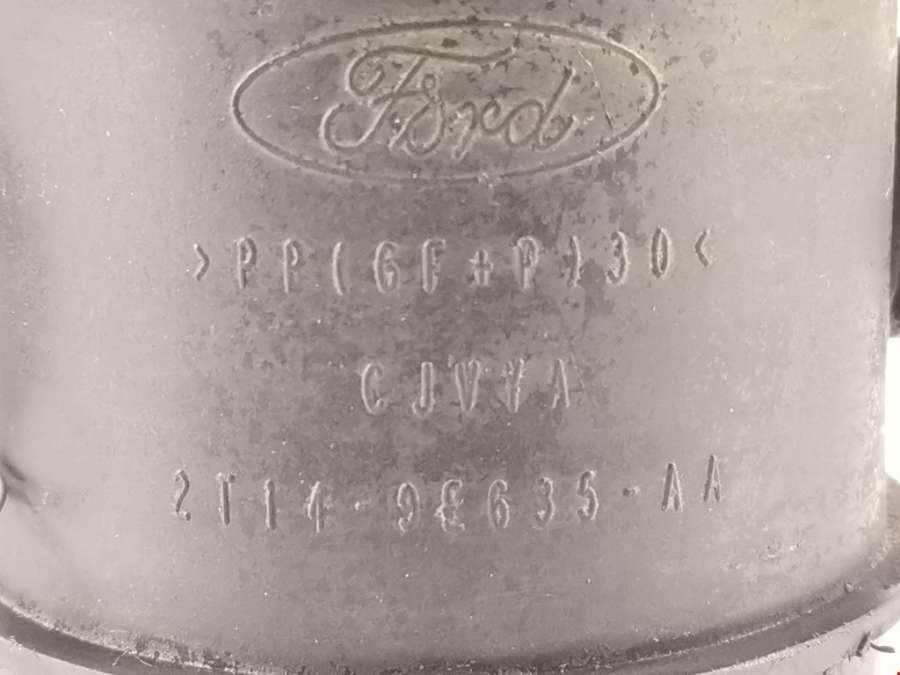 Ford
>PP(GF+P)30<
CJVVA
2T14-9E635-AA